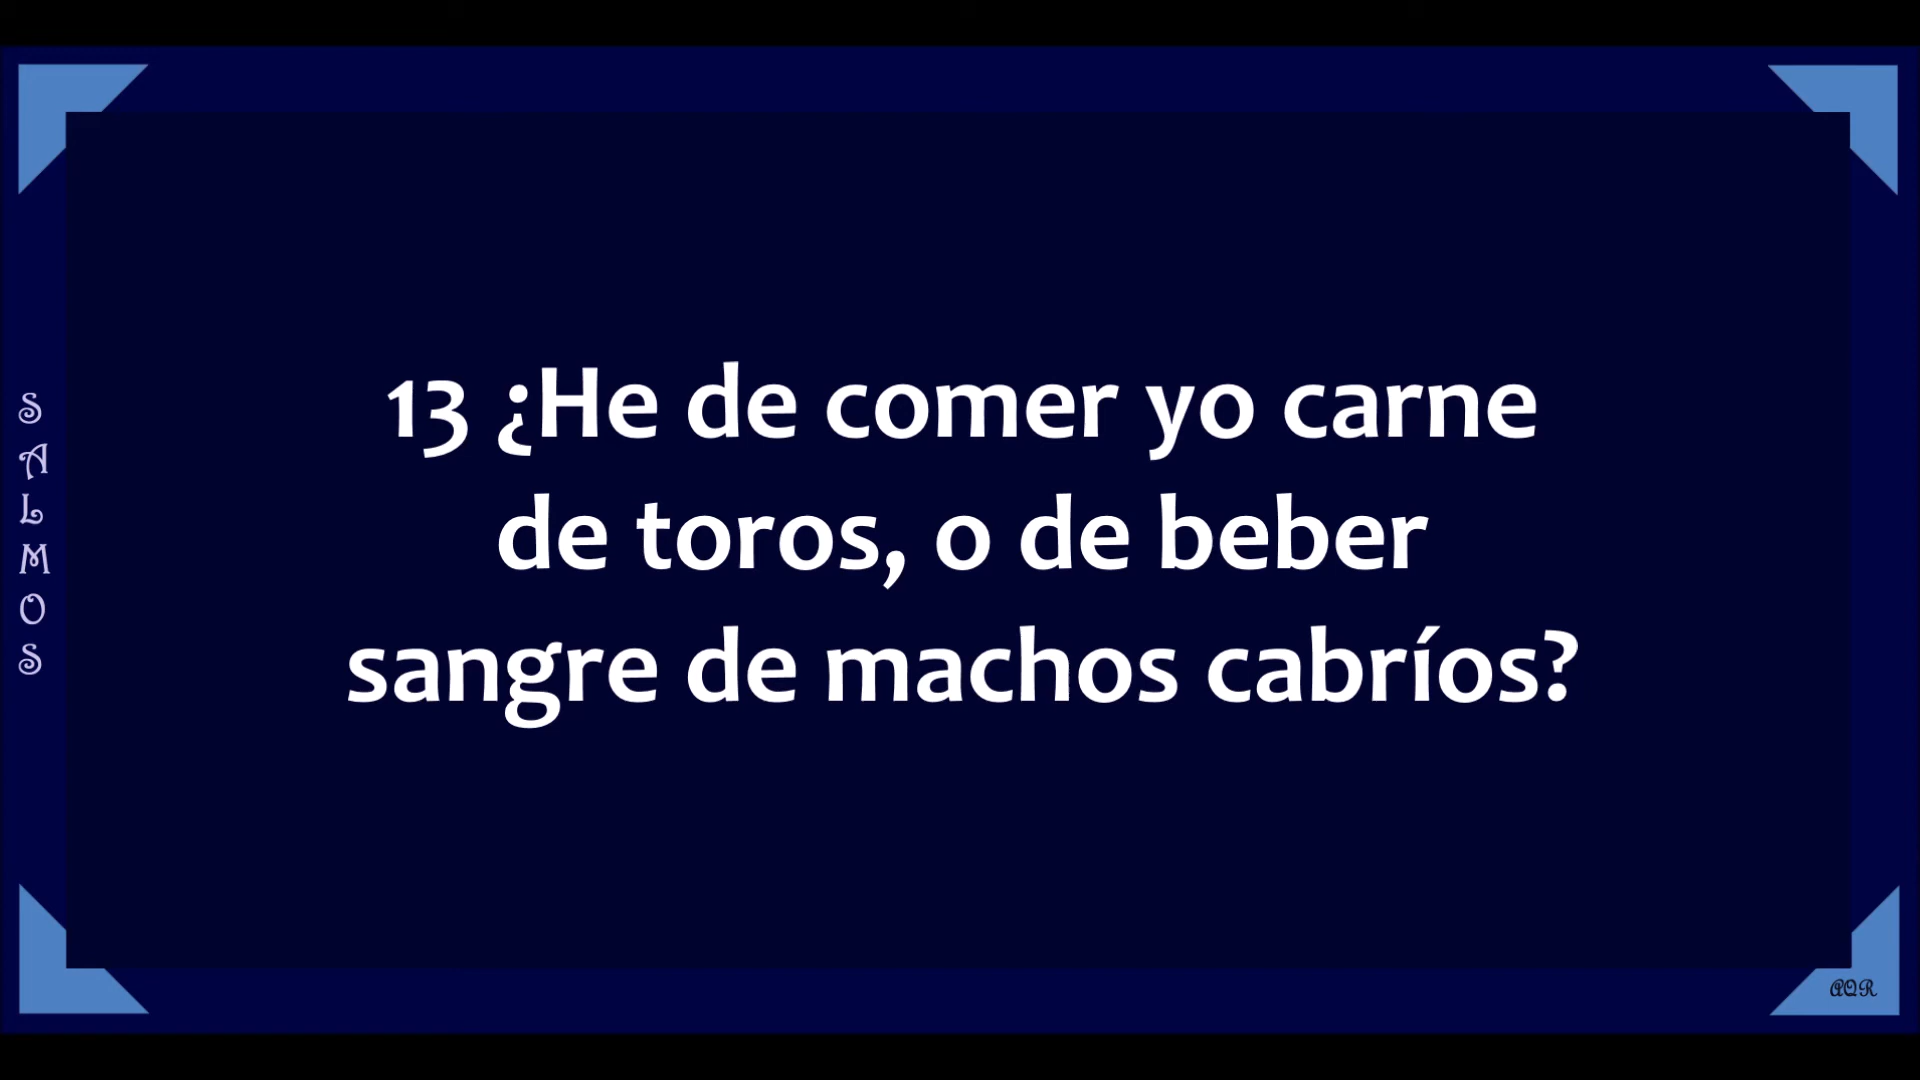 SALMOS
13 ¿He de comer yo carne
de toros, o de beber
sangre de machos cabríos?
AQR